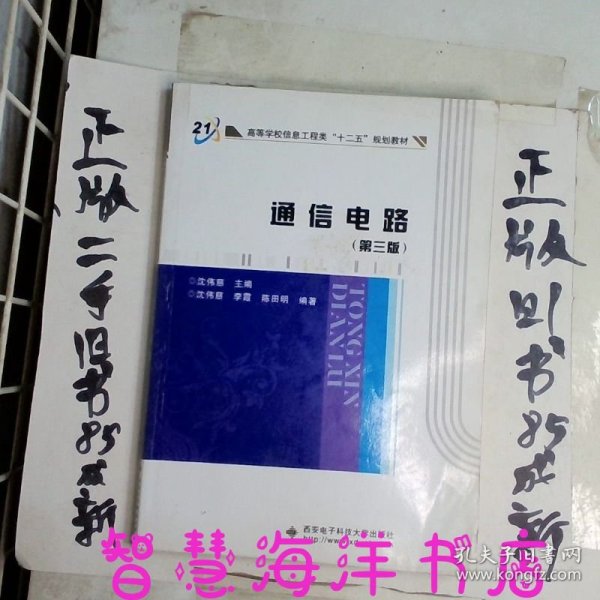 正版二手旧书85成新
21
高等学校信息工程类“十二五”规划教材
通信电路
(第三版)
◎沈伟慈 主编
◎沈伟慈 李霞 陈田明 编著
TONGXIN
DIANLU
西安电子科技大学出版社
正版旧书85成新
智慧海洋书店
孔夫子旧书网
www.kongfz.com